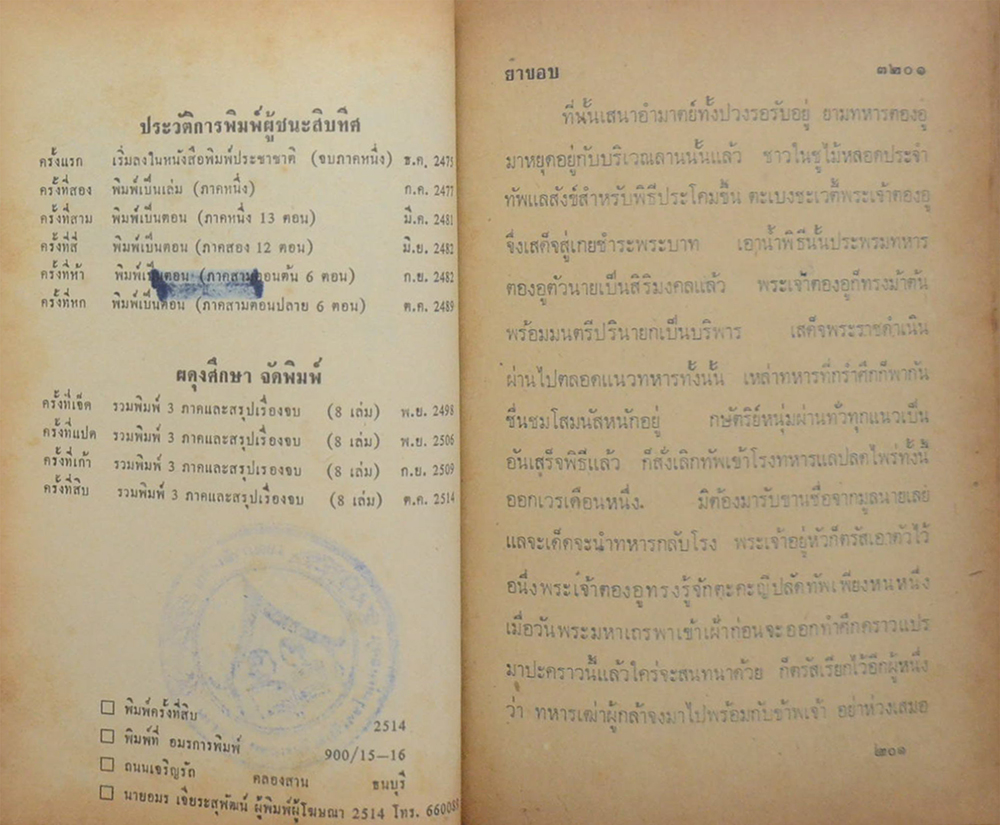 ประวัติการพิมพ์ผู้ชนะสิบทิศ
ครั้งแรก เริ่มลงในหนังสือพิมพ์ประชาชาติ (จบภาคหนึ่ง) ธ.ค. 2475
ครั้งที่สอง พิมพ์เป็นเล่ม (ภาคหนึ่ง) ก.ค. 2477
ครั้งที่สาม พิมพ์เป็นตอน (ภาคหนึ่ง 13 ตอน) มี.ค. 2481
ครั้งที่สี่ พิมพ์เป็นตอน (ภาคสอง 12 ตอน) มิ.ย. 2482
ครั้งที่ห้า พิมพ์เป็นตอน (ภาคสามตอนต้น 6 ตอน) ก.ย. 2482
ครั้งที่หก พิมพ์เป็นตอน (ภาคสามตอนปลาย 6 ตอน) ต.ค. 2489
ผดุงศึกษา จัดพิมพ์
ครั้งที่เจ็ด รวมพิมพ์ 3 ภาคและสรุปเรื่องจบ (8 เล่ม) พ.ย. 2498
ครั้งที่แปด รวมพิมพ์ 3 ภาคและสรุปเรื่องจบ (8 เล่ม) พ.ย. 2506
ครั้งที่เก้า รวมพิมพ์ 3 ภาคและสรุปเรื่องจบ (8 เล่ม) ก.ย. 2509
ครั้งที่สิบ รวมพิมพ์ 3 ภาคและสรุปเรื่องจบ (8 เล่ม) ต.ค. 2514
พิมพ์ครั้งที่สิบ 2514
พิมพ์ที่ อมรการพิมพ์ 900/15-16
ถนนเจริญรัถ คลองสาน ธนบุรี
นายอมร เจียระสุพัฒน์ ผู้พิมพ์ผู้โฆษณา 2514 โทร.
ยาขอบ ๓๒๐๑
ที่นั้นเสนาอำมาตย์ทั้งปวงรอรับอยู่ ยามทหารตองอู
มาหยุดอยู่กับบริเวณลานนั้นแล้ว ชาวในชูไม้หลอดประจำ
ทัพแลสังข์สำหรับพิธีประโคมขึ้น ตะเบงชะเวตี้พระเจ้าตองอู
จึงเสด็จสู่เกยชำระพระบาท เอาน้ำพิธีนั้นประพรมทหาร
ตองอูตัวนายเป็นสิริมงคลแล้ว พระเจ้าตองอูก็ทรงม้าต้น
พร้อมมนตรีปรินายกเป็นบริพาร เสด็จพระราชดำเนิน
ผ่านไปตลอดแนวทหารทั้งนั้น เหล่าทหารที่กรำศึกก็พากัน
ชื่นชมโสมนัสหนักอยู่ กษัตริย์หนุ่มผ่านทั่วทุกแนวเป็น
อันเสุร็จพิธีแล้ว ก็สั่งเลิกทัพเข้าโรงทหารแลปลดไพร่ทั้งนี้
ออกเวรเดือนหนึ่ง. มิต้องมารับขานชื่อจากมูลนายเลย
แลจะเด็ดจะนำทหารกลับโรง พระเจ้าอยู่หัวก็ตรัสเอาตัวไว้
อนึ่งพระเจ้าตองอูทรงรู้จักตะคะญีปลัดทัพเพียงหนหนึ่ง
เมื่อวันพระมหาเถรพาเข้าเฝ้าก่อนจะออกทำศึกคราวแปร
มาปะคราวนี้แล้วใคร่จะสนทนาด้วย ก็ตรัสเรียกไว้อีกผู้หนึ่ง
ว่า ทหารเฒ่าผู้กล้าจงมาไปพร้อมกับข้าพเจ้า อย่าห่วงเสมอ
๒๐๑